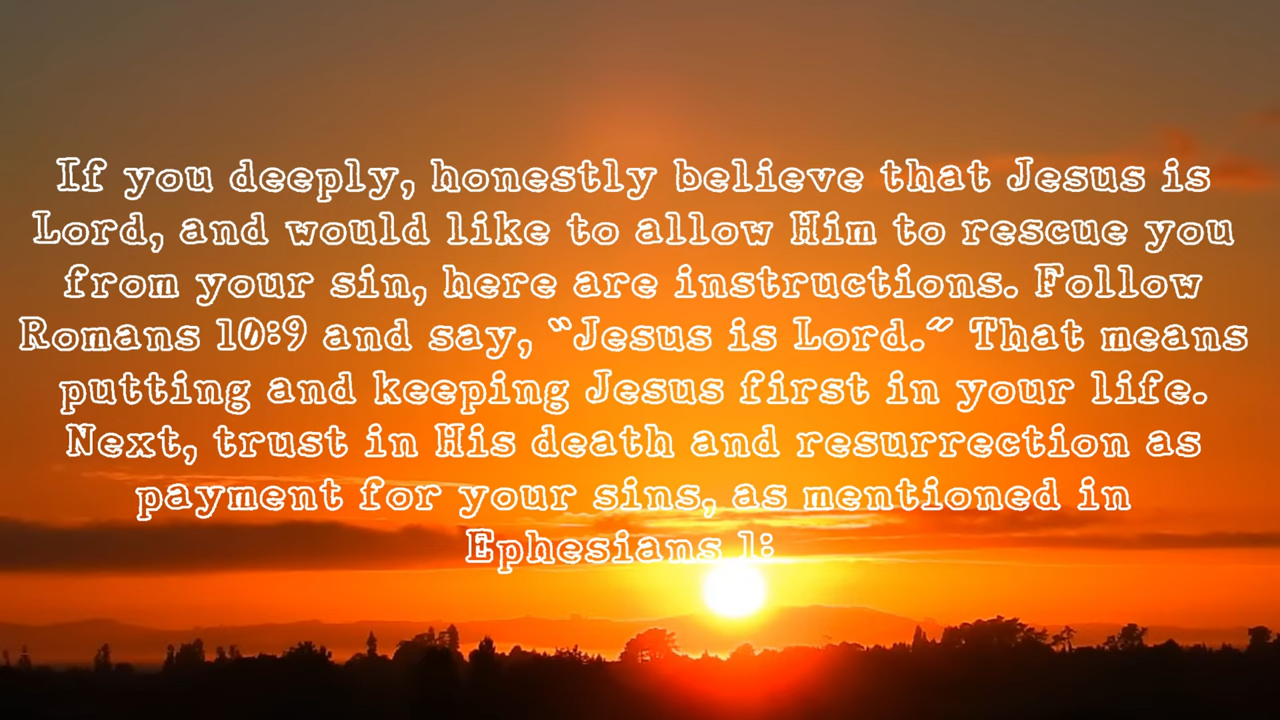 If you deeply, honestly believe that Jesus is
Lord, and would like to allow Him to rescue you
from your sin, here are instructions. Follow
Romans 10:9 and say, “Jesus is Lord.” That means
putting and keeping Jesus first in your life.
Next, trust in His death and resurrection as
payment for your sins, as mentioned in
Ephesians 1: